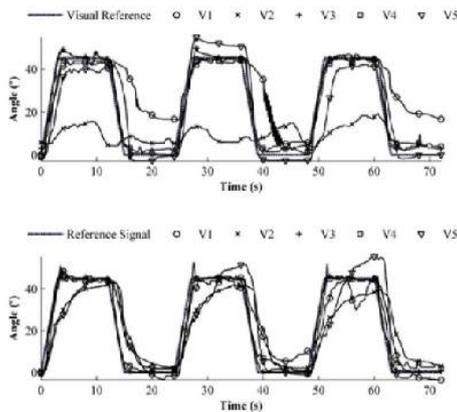 Visual Reference V1 V2 V3 V4 V5
Angle (°)
40
20
0
0 10 20 30 40 50 60 70
Time (s)
Reference Signal V1 V2 V3 V4 V5
Angle (°)
40
20
0
0 10 20 30 40 50 60 70
Time (s)